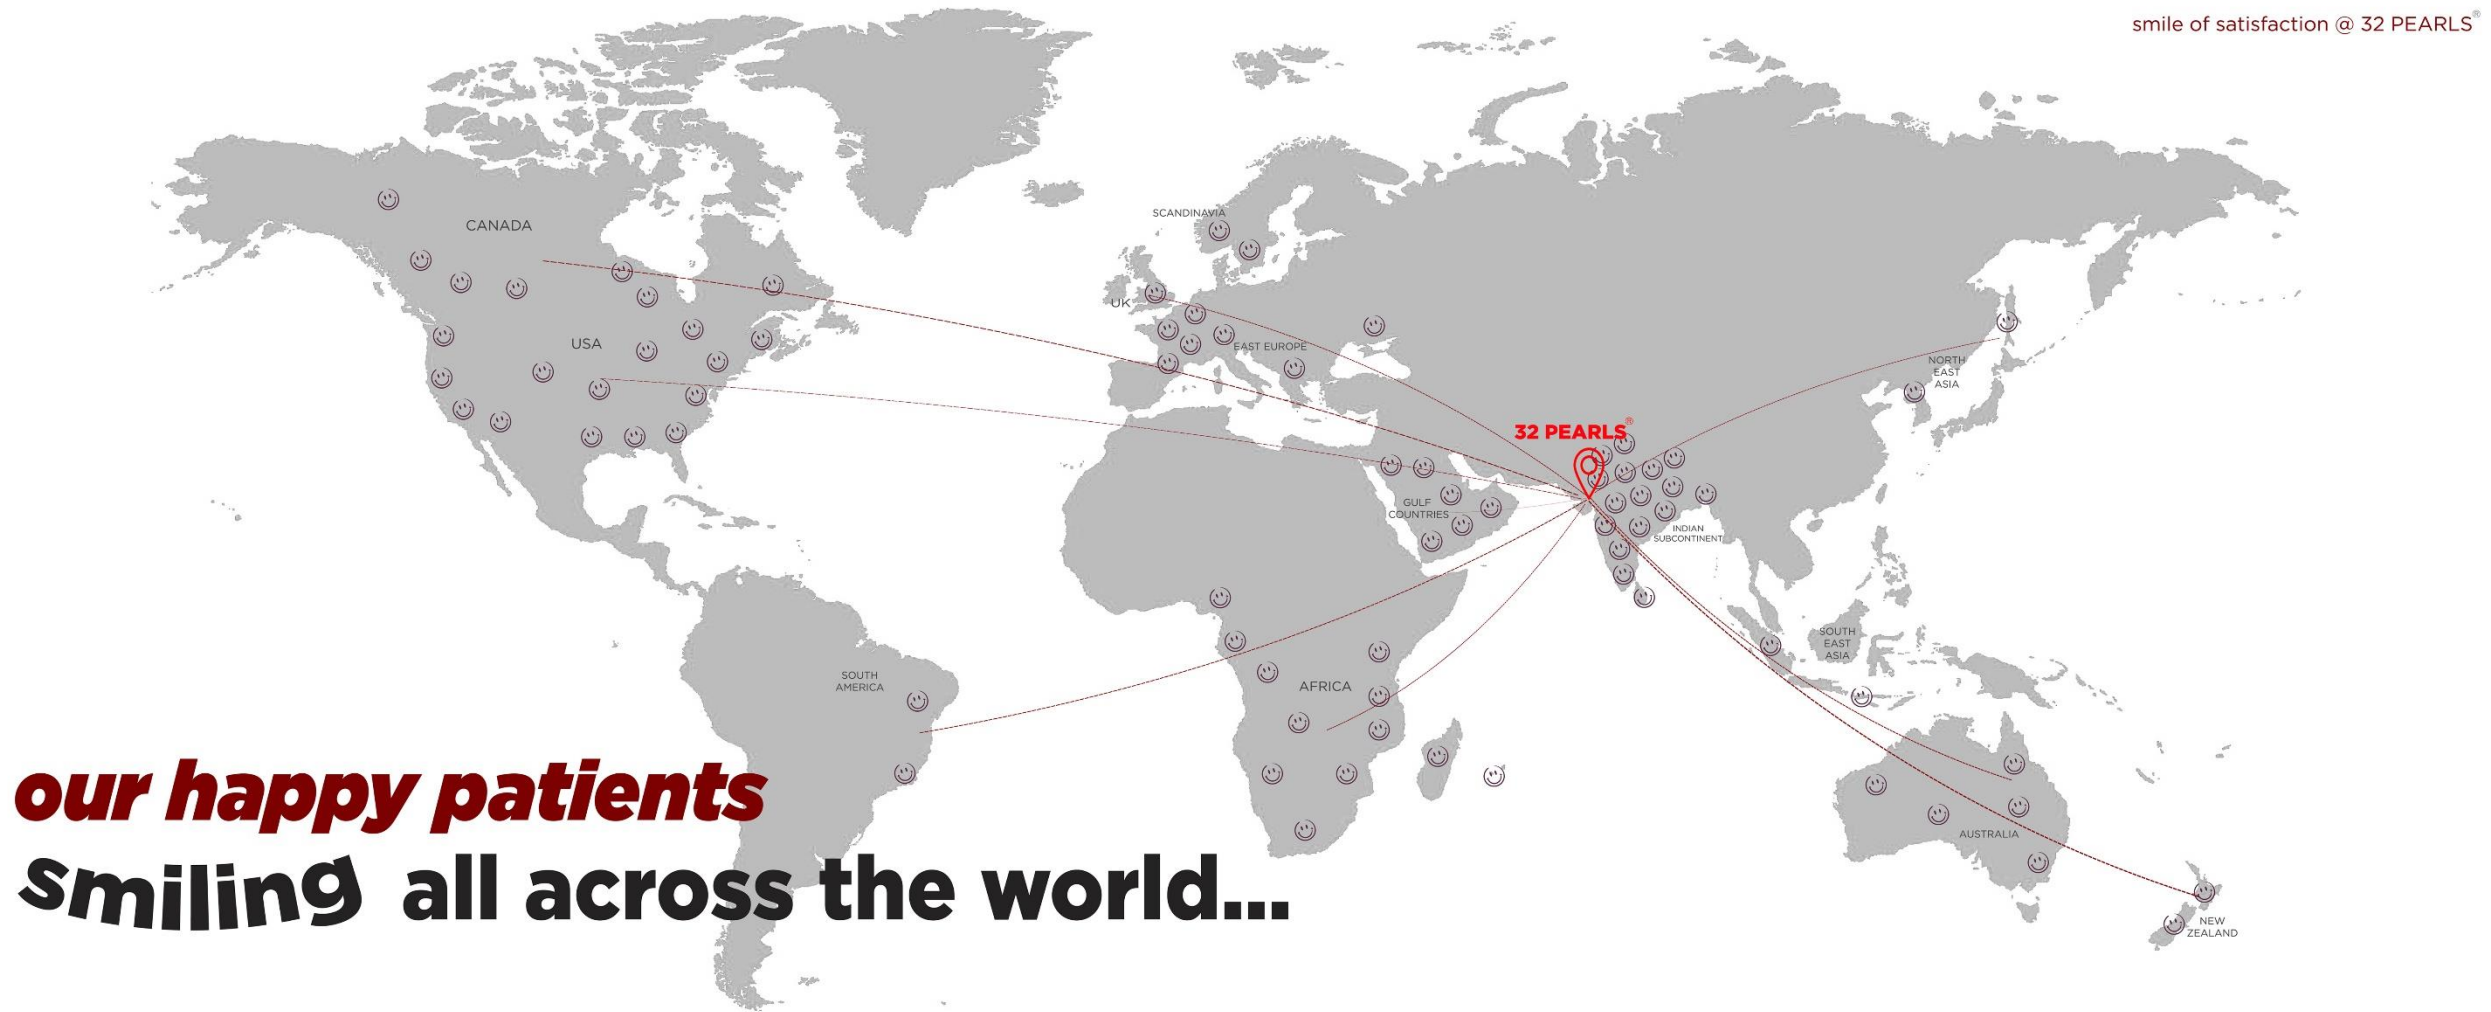 smile of satisfaction @ 32 PEARLS®
SCANDINAVIA
CANADA
UK
USA
EAST EUROPE
NORTH
EAST
ASIA
32 PEARLS®
GULF
COUNTRIES
INDIAN
SUBCONTINENT
SOUTH
EAST
ASIA
SOUTH
AMERICA
AFRICA
AUSTRALIA
NEW
ZEALAND
our happy patients
smiling all across the world...